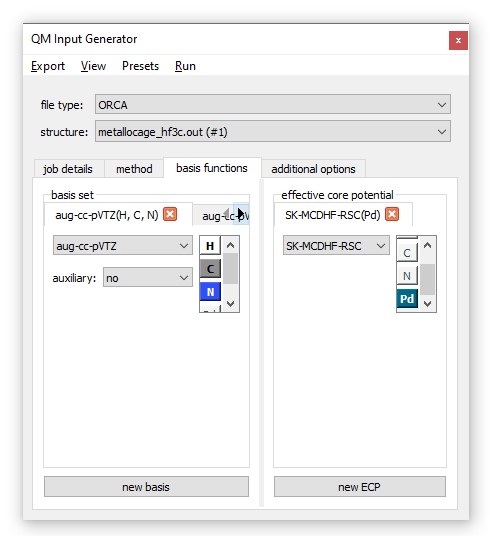 QM Input Generator
x
Export View Presets Run
file type: ORCA
structure: metallocage_hf3c.out (#1)
job details method basis functions additional options
basis set
aug-cc-pVTZ(H, C, N)
aug-cc-pVTZ
auxiliary: no
H
C
N
new basis
effective core potential
SK-MCDHF-RSC(Pd)
SK-MCDHF-RSC
C
N
Pd
new ECP